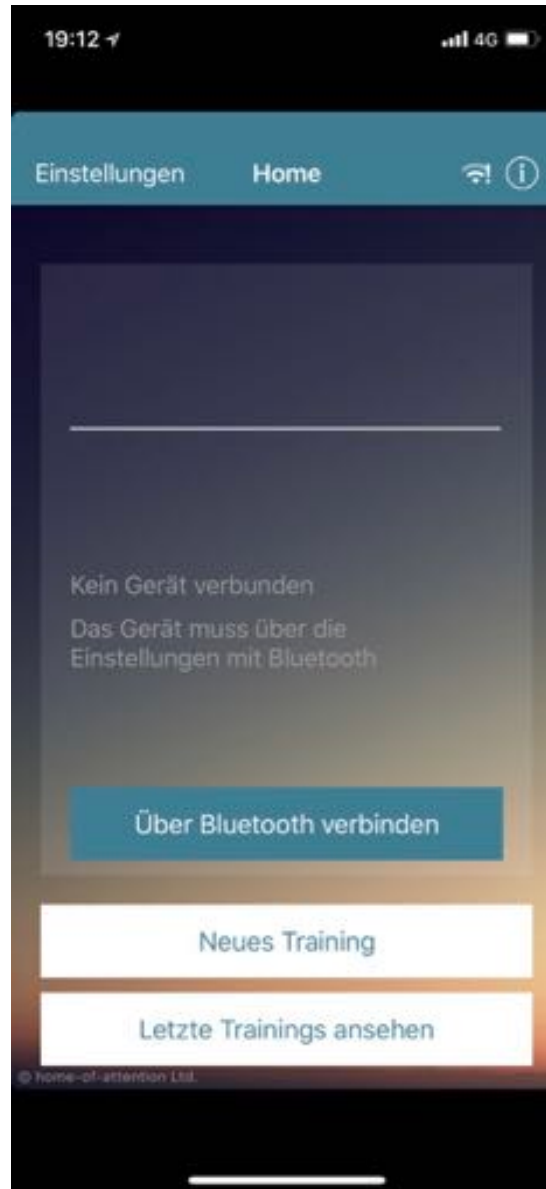 19:12
4G
Einstellungen
Home
Kein Gerät verbunden
Das Gerät muss über die
Einstellungen mit Bluetooth
Über Bluetooth verbinden
Neues Training
Letzte Trainings ansehen
© home-of-attention Ltd.